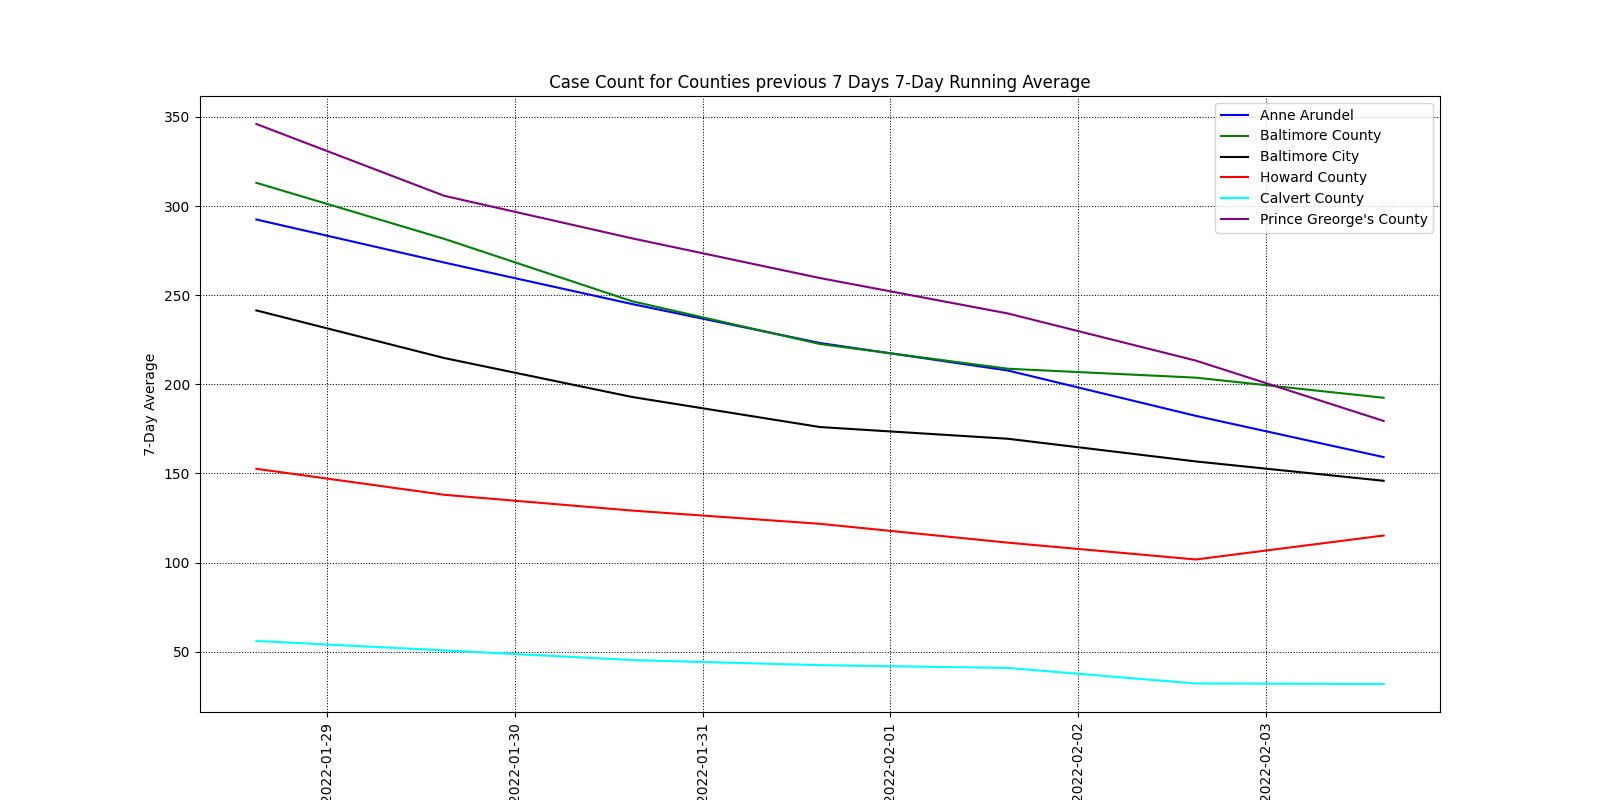 Case Count for Counties previous 7 Days 7-Day Running Average
Anne Arundel
Baltimore County
Baltimore City
Howard County
Calvert County
Prince Greorge's County
7-Day Average
350
300
250
200
150
100
50
2022-01-29
2022-01-30
2022-01-31
2022-02-01
2022-02-02
2022-02-03